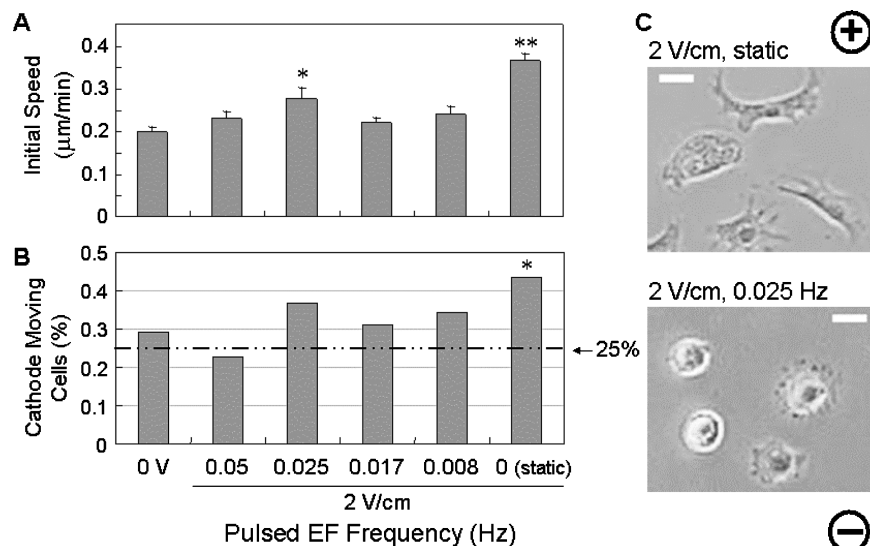 A
Initial Speed
(μm/min)
0.4
0.3
0.2
0.1
0
*
**
B
Cathode Moving
Cells (%)
0.5
0.4
0.3
0.2
0.1
0
*
←25%
0 V 0.05 0.025 0.017 0.008 0 (static)
2 V/cm
Pulsed EF Frequency (Hz)
C
+
2 V/cm, static
2 V/cm, 0.025 Hz
−